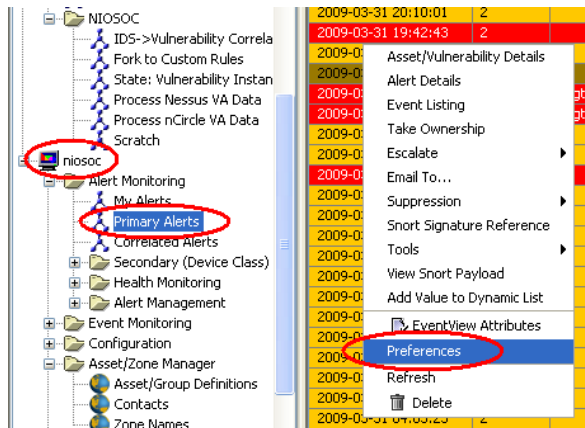 NIOSOC
IDS->Vulnerability Correla
Fork to Custom Rules
State: Vulnerability Instan
Process Nessus VA Data
Process nCircle VA Data
Scratch
niosoc
Alert Monitoring
My Alerts
Primary Alerts
Correlated Alerts
Secondary (Device Class)
Health Monitoring
Alert Management
Event Monitoring
Configuration
Asset/Zone Manager
Asset/Group Definitions
Contacts
Zone Names
2009-03-31 20:10:01 2
2009-03-31 19:42:43 2
Asset/Vulnerability Details
Alert Details
Event Listing
Take Ownership
Escalate
Email To...
Suppression
Snort Signature Reference
Tools
View Snort Payload
Add Value to Dynamic List
EventView Attributes
Preferences
Refresh
Delete